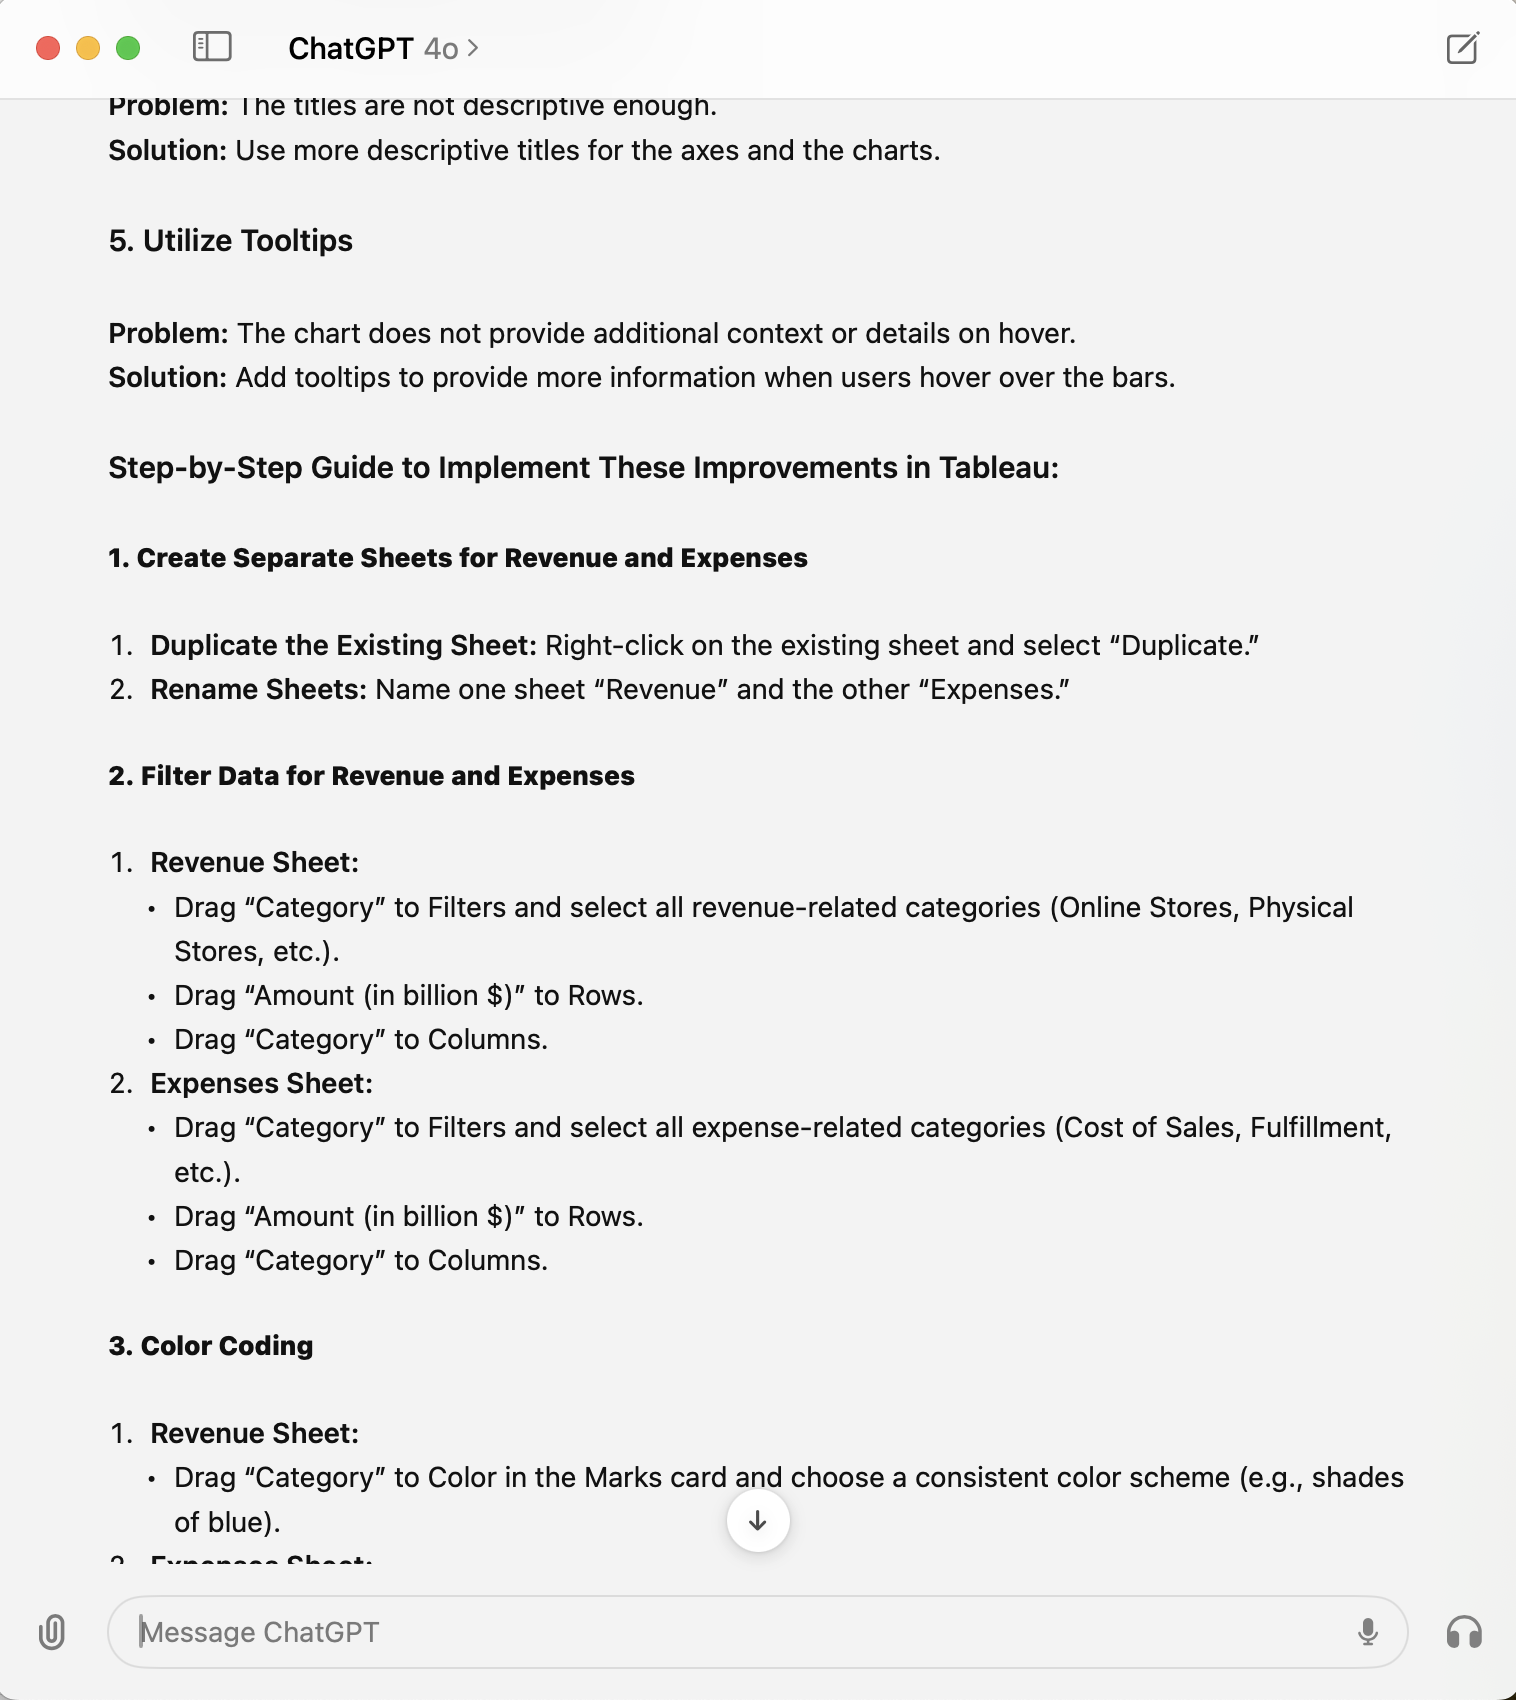 ChatGPT 4o >
Problem: The titles are not descriptive enough.
Solution: Use more descriptive titles for the axes and the charts.
5. Utilize Tooltips
Problem: The chart does not provide additional context or details on hover.
Solution: Add tooltips to provide more information when users hover over the bars.
Step-by-Step Guide to Implement These Improvements in Tableau:
1. Create Separate Sheets for Revenue and Expenses
1. Duplicate the Existing Sheet: Right-click on the existing sheet and select “Duplicate.”
2. Rename Sheets: Name one sheet “Revenue” and the other “Expenses.”
2. Filter Data for Revenue and Expenses
1. Revenue Sheet:
• Drag “Category” to Filters and select all revenue-related categories (Online Stores, Physical
Stores, etc.).
• Drag “Amount (in billion $)” to Rows.
• Drag “Category” to Columns.
2. Expenses Sheet:
• Drag “Category” to Filters and select all expense-related categories (Cost of Sales, Fulfillment,
etc.).
• Drag “Amount (in billion $)” to Rows.
• Drag “Category” to Columns.
3. Color Coding
1. Revenue Sheet:
• Drag “Category” to Color in the Marks card and choose a consistent color scheme (e.g., shades
of blue).
2. Expenses Sheet:
Message ChatGPT